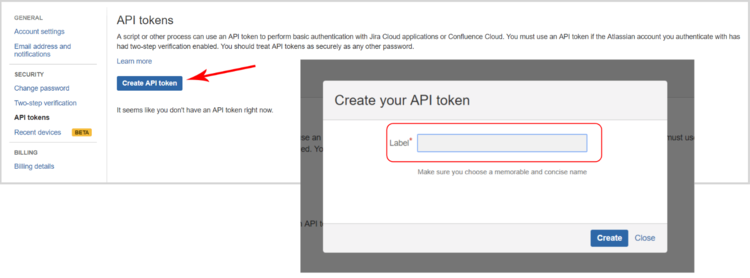 GENERAL
Account settings
Email address and
notifications
SECURITY
Change password
Two-step verification
API tokens
Recent devices BETA
BILLING
Billing details
API tokens
A script or other process can use an API token to perform basic authentication with Jira Cloud applications or Confluence Cloud. You must use an API token if the Atlassian account you authenticate with has
had two-step verification enabled. You should treat API tokens as securely as any other password.
Learn more
Create API token
It seems like you don't have an API token right now.
Create your API token
se an
must use
ed. Yo
Label*
Make sure you choose a memorable and concise name
API to
Create Close